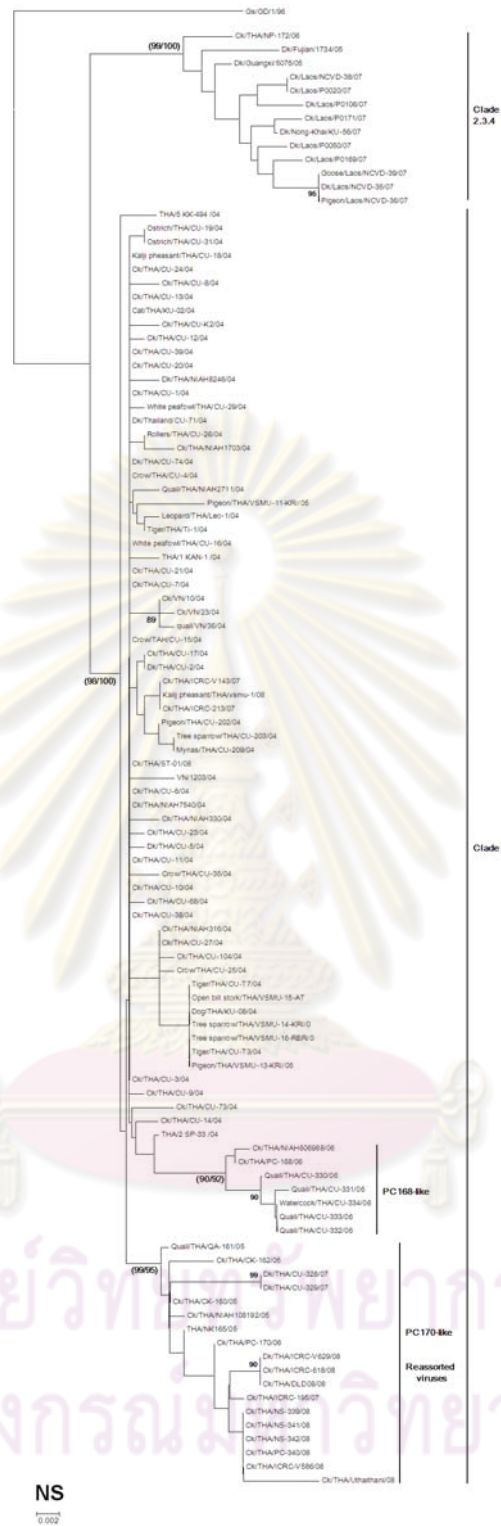 Gs/GD/1/96
(99/100)
Ck/THA/NP-172/06
Dk/Fujian/1734/05
Dk/Guangxi/5075/05
Ck/Laos/NCVD-38/07
Ck/Laos/P0020/07
Dk/Laos/P0106/07
Ck/Laos/P0171/07
Dk/Nong-Khai/KU-56/07
Dk/Laos/P0080/07
Ck/Laos/P0169/07
Goose/Laos/NCVD-39/07
Dk/Laos/NCVD-35/07
Pigeon/Laos/NCVD-36/07
Clade
2.3.4
THA/5 KK-494 /04
Ostrich/THA/CU-19/04
Ostrich/THA/CU-31/04
Kalij pheasant/THA/CU-18/04
Ck/THA/CU-24/04
Ck/THA/CU-8/04
Ck/THA/CU-13/04
Cat/THA/KU-02/04
Ck/THA/CU-K2/04
Ck/THA/CU-12/04
Ck/THA/CU-39/04
Ck/THA/CU-20/04
Dk/THA/NIAH8246/04
Ck/THA/CU-1/04
White peafowl/THA/CU-29/04
Dk/Thailand/CU-71/04
Rollers/THA/CU-26/04
Ck/THA/NIAH1703/04
Dk/THA/CU-74/04
Crow/THA/CU-4/04
Quail/THA/NIAH2711/04
Pigeon/THA/VSMU-11-KRI/05
Leopard/THA/Leo-1/04
Tiger/THA/Ti-1/04
White peafowl/THA/CU-16/04
THA/1 KAN-1 /04
Ck/THA/CU-21/04
Ck/THA/CU-7/04
Ck/VN/10/04
89
Ck/VN/23/04
quail/VN/36/04
Crow/TAH/CU-15/04
Ck/THA/CU-17/04
Dk/THA/CU-2/04
(98/100)
Ck/THA/ICRC-V143/07
Kalij pheasant/THA/vsmu-1/08
Ck/THA/ICRC-213/07
Pigeon/THA/CU-202/04
Tree sparrow/THA/CU-203/04
Mynas/THA/CU-209/04
Ck/THA/ST-01/08
VN/1203/04
Ck/THA/CU-6/04
Ck/THA/NIAH7540/04
Ck/THA/NIAH330/04
Ck/THA/CU-23/04
Dk/THA/CU-5/04
Ck/THA/CU-11/04
Crow/THA/CU-35/04
Ck/THA/CU-10/04
Ck/THA/CU-68/04
Ck/THA/CU-38/04
Clade
Ck/THA/NIAH316/04
Ck/THA/CU-27/04
Ck/THA/CU-104/04
Crow/THA/CU-25/04
Tiger/THA/CU-T7/04
Open bill stork/THA/VSMU-15-AT
Dog/THA/KU-08/04
Tree sparrow/THA/VSMU-14-KRI/0
Tree sparrow/THA/VSMU-16-RBR/0
Tiger/THA/CU-T3/04
Pigeon/THA/VSMU-13-KRI/05
Ck/THA/CU-3/04
Ck/THA/CU-9/04
Ck/THA/CU-73/04
Ck/THA/CU-14/04
THA/2 SP-33 /04
Ck/THA/NIAH606988/06
Ck/THA/PC-168/06
(90/92)
Quail/THA/CU-330/06
Quail/THA/CU-331/06
90
Watercock/THA/CU-334/06
Quail/THA/CU-333/06
Quail/THA/CU-332/06
PC168-like
Quail/THA/QA-161/05
(99/95)
Ck/THA/CK-162/05
99
Dk/THA/CU-328/07
Dk/THA/CU-329/07
Ck/THA/CK-160/05
Ck/THA/NIAH108192/05
THA/NK165/05
Ck/THA/PC-170/06
PC170-like
Reassorted
viruses
Dk/THA/ICRC-V629/08
90
Ck/THA/ICRC-618/08
Ck/THA/DLD08/08
Ck/THA/ICRC-195/07
Ck/THA/NS-339/08
Ck/THA/NS-341/08
Ck/THA/NS-342/08
Ck/THA/PC-340/08
Ck/THA/ICRC-V586/08
Ck/THA/Uthaithani/08
NS
0.002